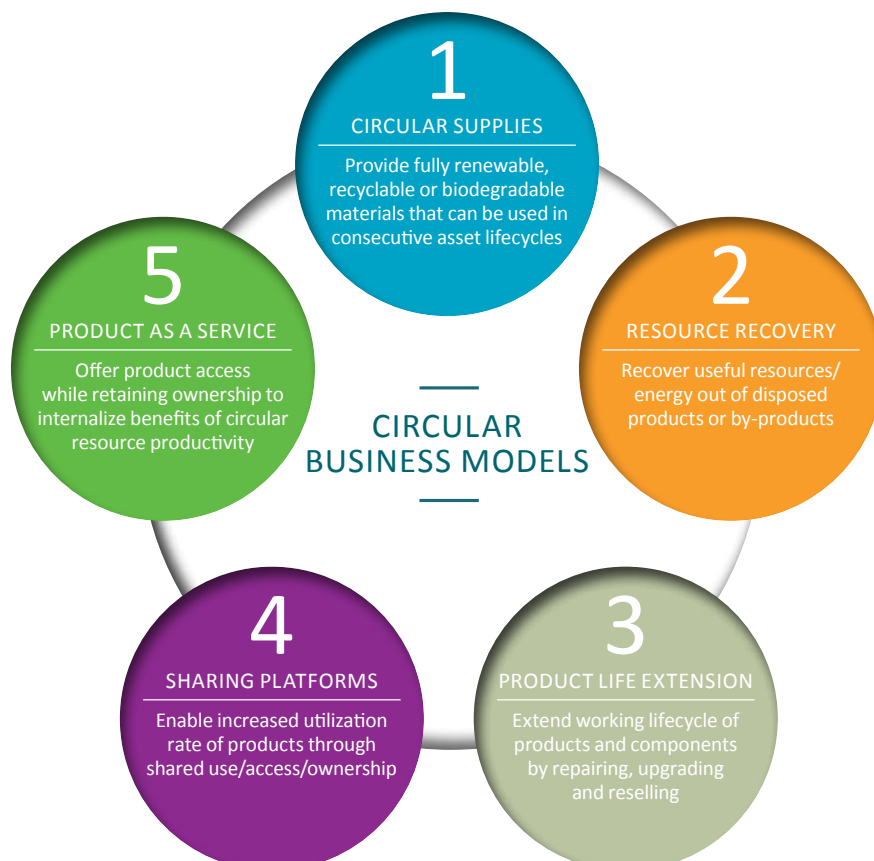 1
CIRCULAR SUPPLIES
Provide fully renewable,
recyclable or biodegradable
materials that can be used in
consecutive asset lifecycles
2
RESOURCE RECOVERY
Recover useful resources/
energy out of disposed
products or by-products
3
PRODUCT LIFE EXTENSION
Extend working lifecycle of
products and components
by repairing, upgrading
and reselling
4
SHARING PLATFORMS
Enable increased utilization
rate of products through
shared use/access/ownership
5
PRODUCT AS A SERVICE
Offer product access
while retaining ownership to
internalize benefits of circular
resource productivity
CIRCULAR
BUSINESS MODELS